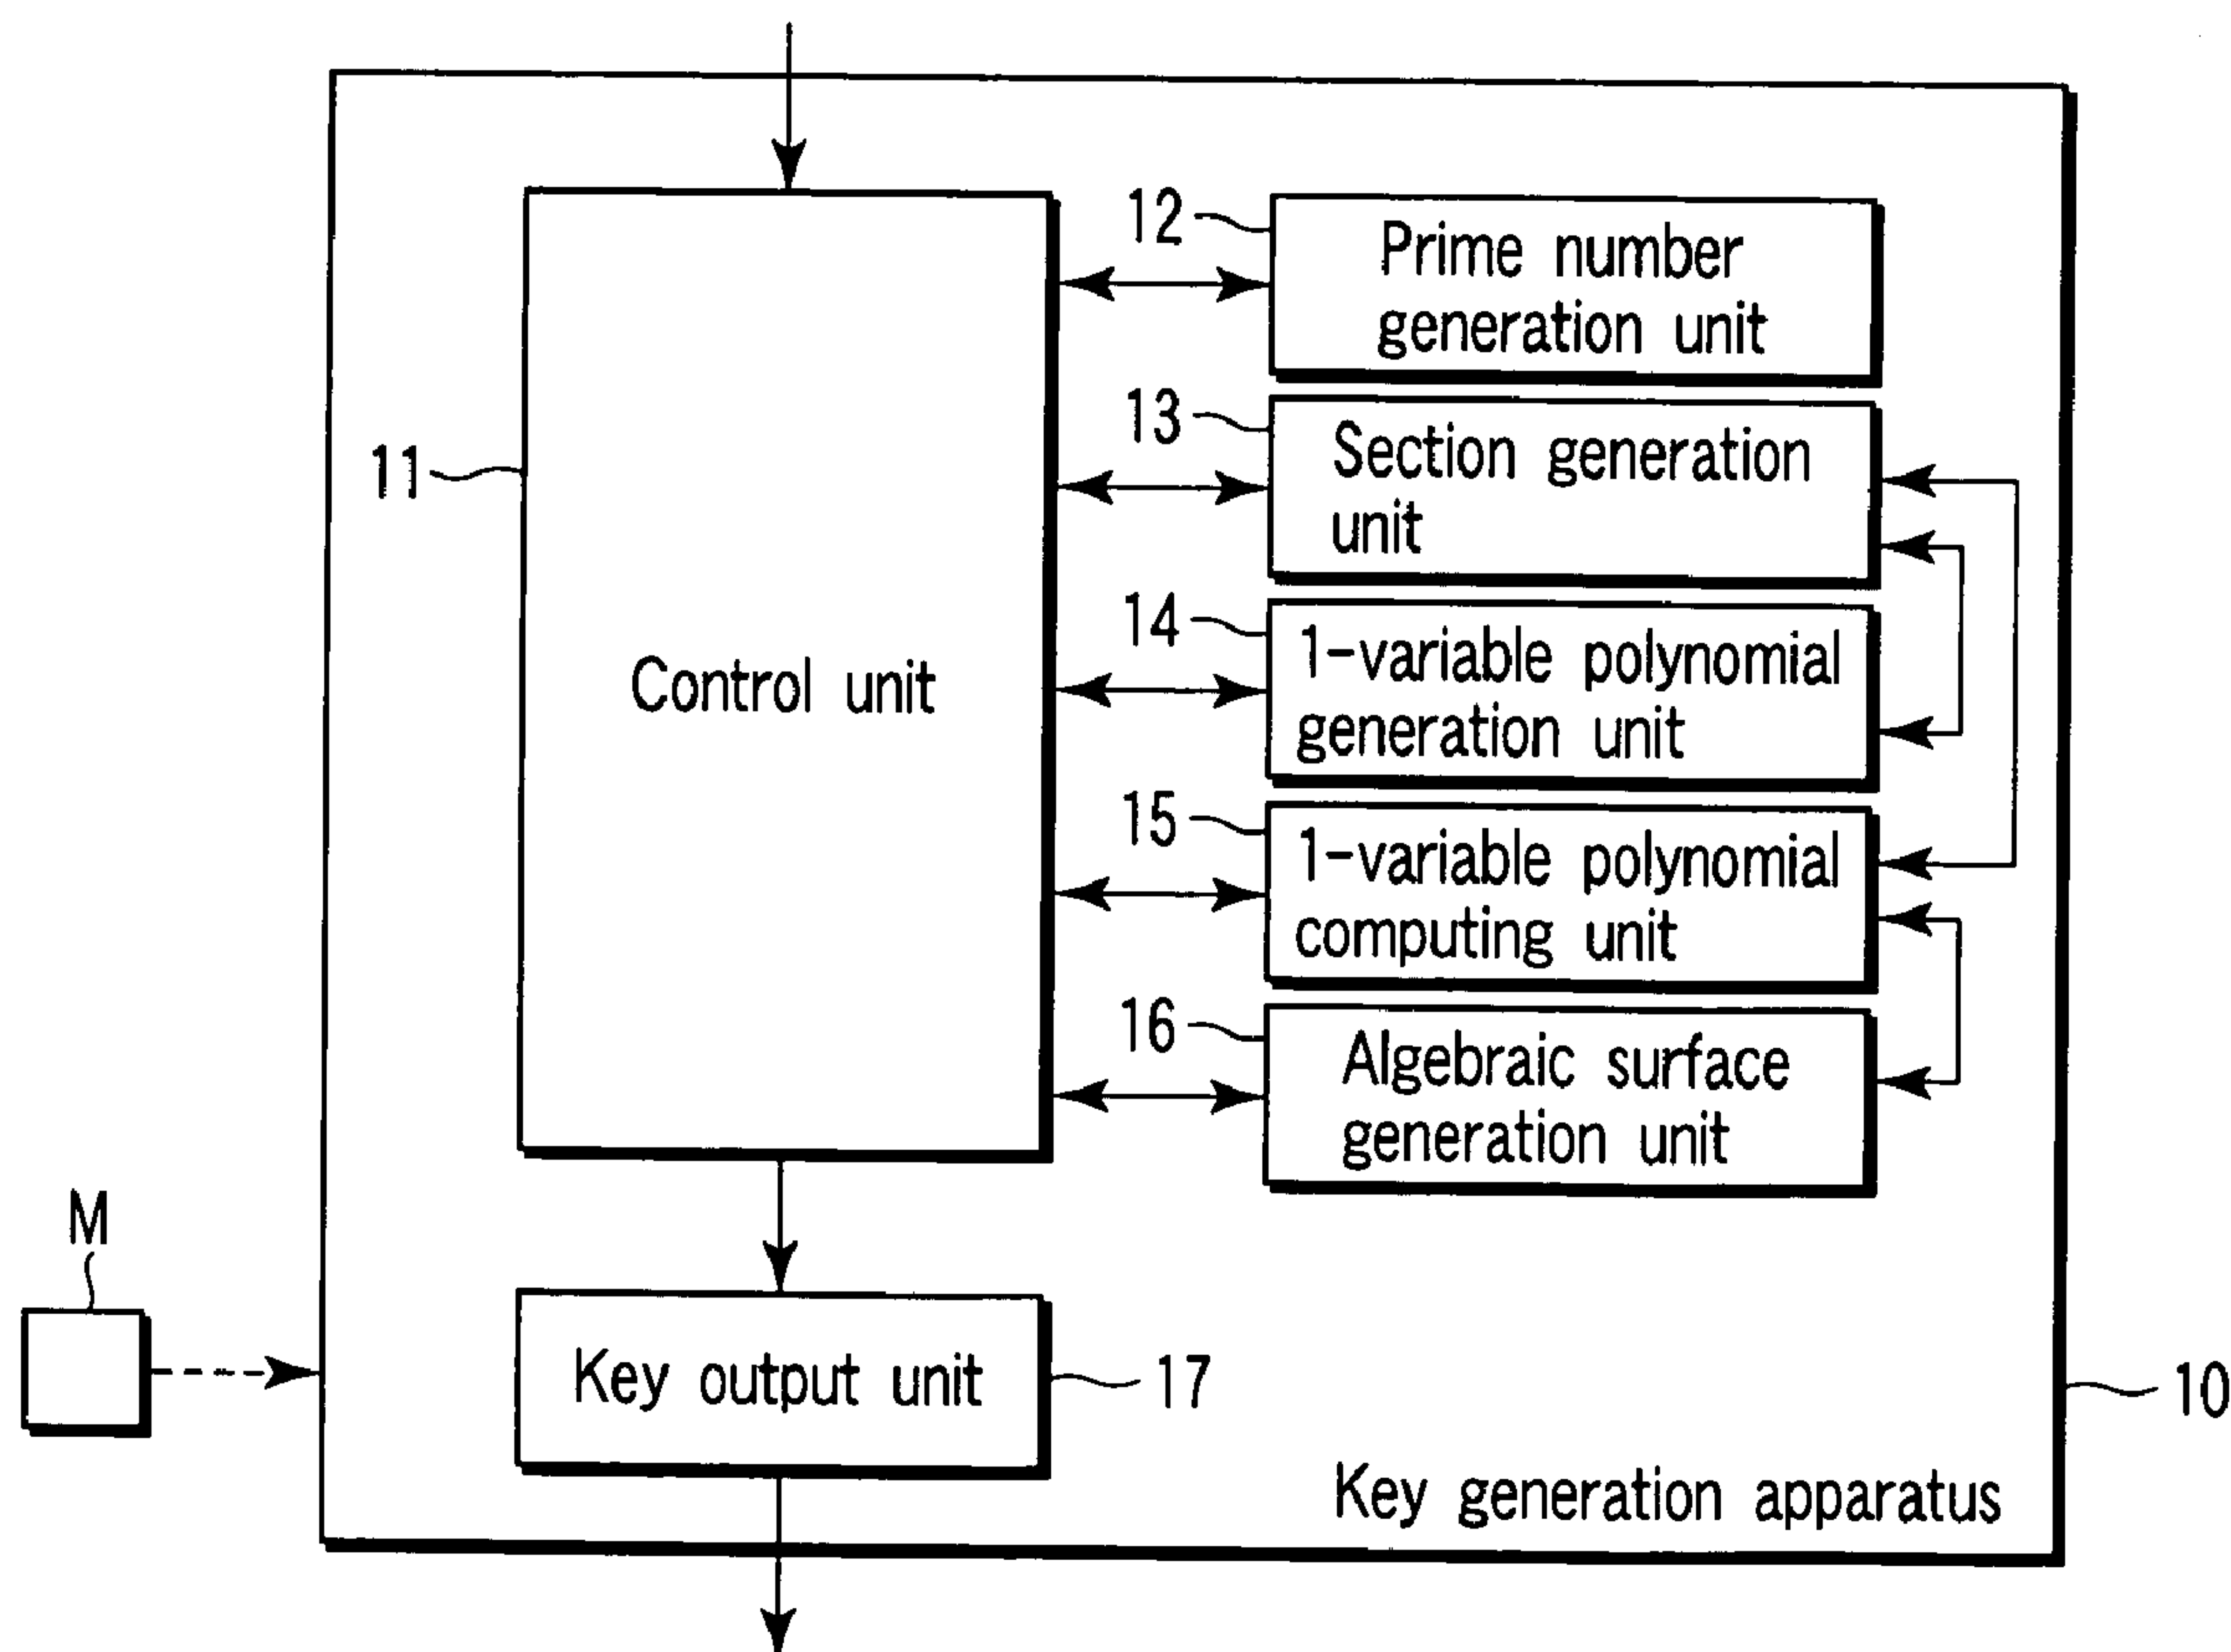 12
Prime number
generation unit
13
Section generation
unit
11
14
1-variable polynomial
generation unit
Control unit
15
1-variable polynomial
computing unit
16
Algebraic surface
generation unit
M
Key output unit
17
10
Key generation apparatus